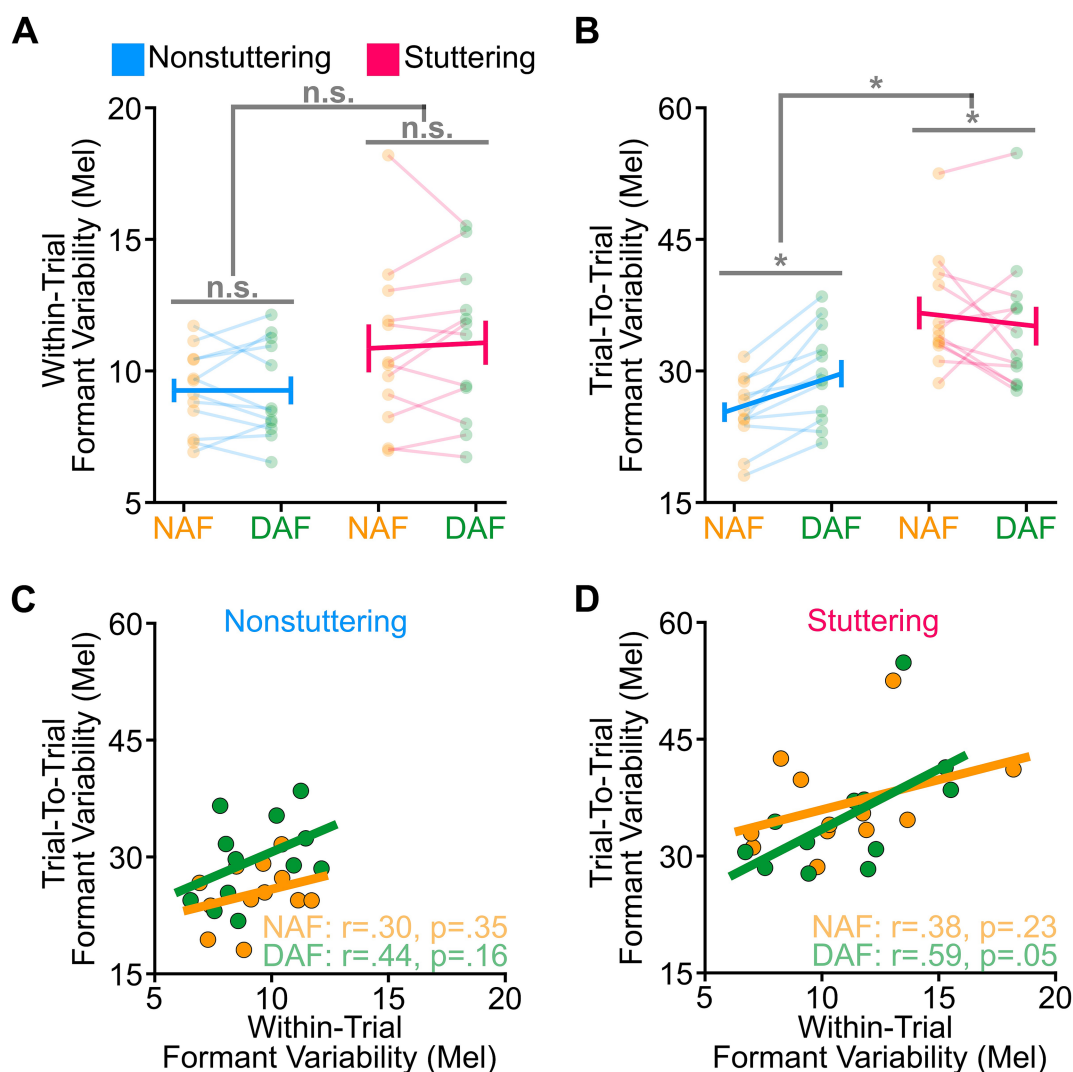 A
Nonstuttering
Stuttering
Within-Trial
Formant Variability (Mel)
20
15
10
5
n.s.
n.s.
n.s.
NAF
DAF
NAF
DAF
B
Trial-To-Trial
Formant Variability (Mel)
60
45
30
15
*
*
*
NAF
DAF
NAF
DAF
C
Nonstuttering
Trial-To-Trial
Formant Variability (Mel)
60
45
30
15
NAF: r=.30, p=.35
DAF: r=.44, p=.16
5
10
15
20
Within-Trial
Formant Variability (Mel)
D
Stuttering
Trial-To-Trial
Formant Variability (Mel)
60
45
30
15
NAF: r=.38, p=.23
DAF: r=.59, p=.05
5
10
15
20
Within-Trial
Formant Variability (Mel)